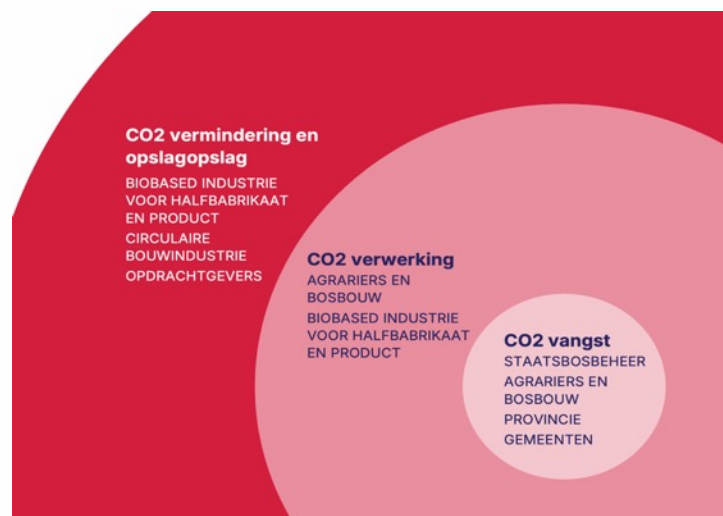 CO2 vermindering en
opslagopslag
BIOBASED INDUSTRIE
VOOR HALFBABRIKAAT
EN PRODUCT
CIRCULAIRE
BOUWINDUSTRIE
OPDRACHTGEVERS
CO2 verwerking
AGRARIERS EN
BOSBOUW
BIOBASED INDUSTRIE
VOOR HALFBABRIKAAT
EN PRODUCT
CO2 vangst
STAATSBOSBEHEER
AGRARIERS EN
BOSBOUW
PROVINCIE
GEMEENTEN